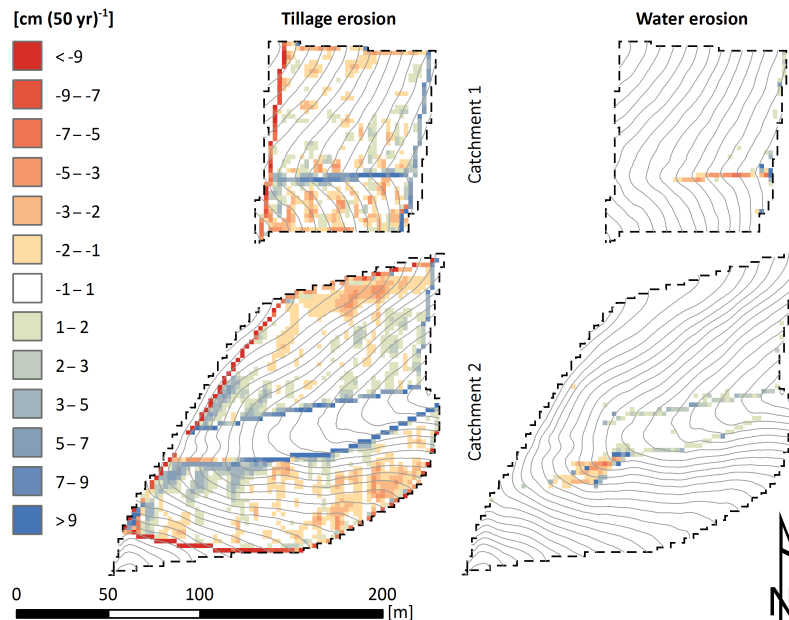 [cm (50 yr)⁻¹]
Tillage erosion
Water erosion
< -9
-9 – -7
-7 – -5
-5 – -3
-3 – -2
-2 – -1
-1 – 1
1 – 2
2 – 3
3 – 5
5 – 7
7 – 9
> 9
Catchment 1
Catchment 2
0 50 100 200 [m]
N